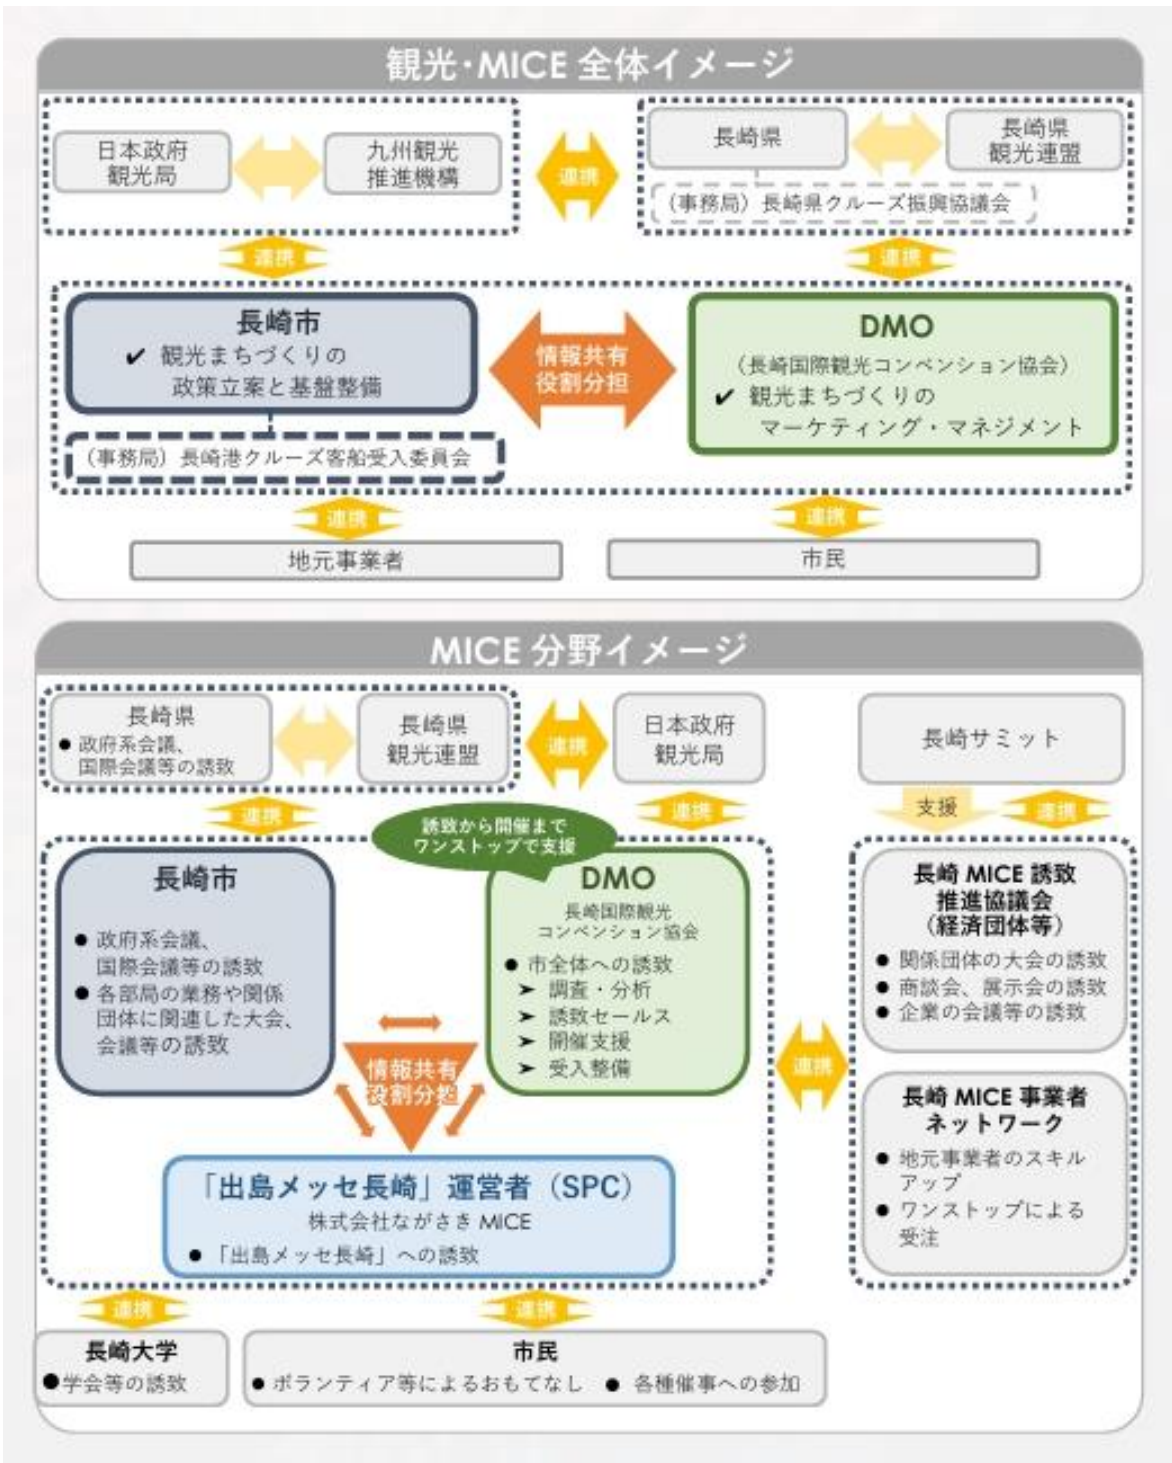 観光・MICE 全体イメージ
日本政府
観光局
九州観光
推進機構
連携
長崎県
長崎県
観光連盟
(事務局)長崎県クルーズ振興協議会
連携
連携
長崎市
✔ 観光まちづくりの
政策立案と基盤整備
(事務局)長崎港クルーズ客船受入委員会
情報共有
役割分担
DMO
(長崎国際観光コンベンション協会)
✔ 観光まちづくりの
マーケティング・マネジメント
連携
連携
地元事業者
市民
MICE 分野イメージ
長崎県
● 政府系会議、
国際会議等の誘致
長崎県
観光連盟
連携
日本政府
観光局
長崎サミット
連携
連携
支援
連携
誘致から開催まで
ワンストップで支援
長崎市
● 政府系会議、
国際会議等の誘致
● 各部局の業務や関係
団体に関連した大会、
会議等の誘致
DMO
長崎国際観光
コンベンション協会
● 市全体への誘致
➤ 調査・分析
➤ 誘致セールス
➤ 開催支援
➤ 受入整備
情報共有
役割分担
「出島メッセ長崎」運営者(SPC)
株式会社ながさき MICE
● 「出島メッセ長崎」への誘致
連携
長崎 MICE 誘致
推進協議会
(経済団体等)
● 関係団体の大会の誘致
● 商談会、展示会の誘致
● 企業の会議等の誘致
長崎 MICE 事業者
ネットワーク
● 地元事業者のスキル
アップ
● ワンストップによる
受注
連携
連携
長崎大学
●学会等の誘致
市民
● ボランティア等によるおもてなし ● 各種催事への参加